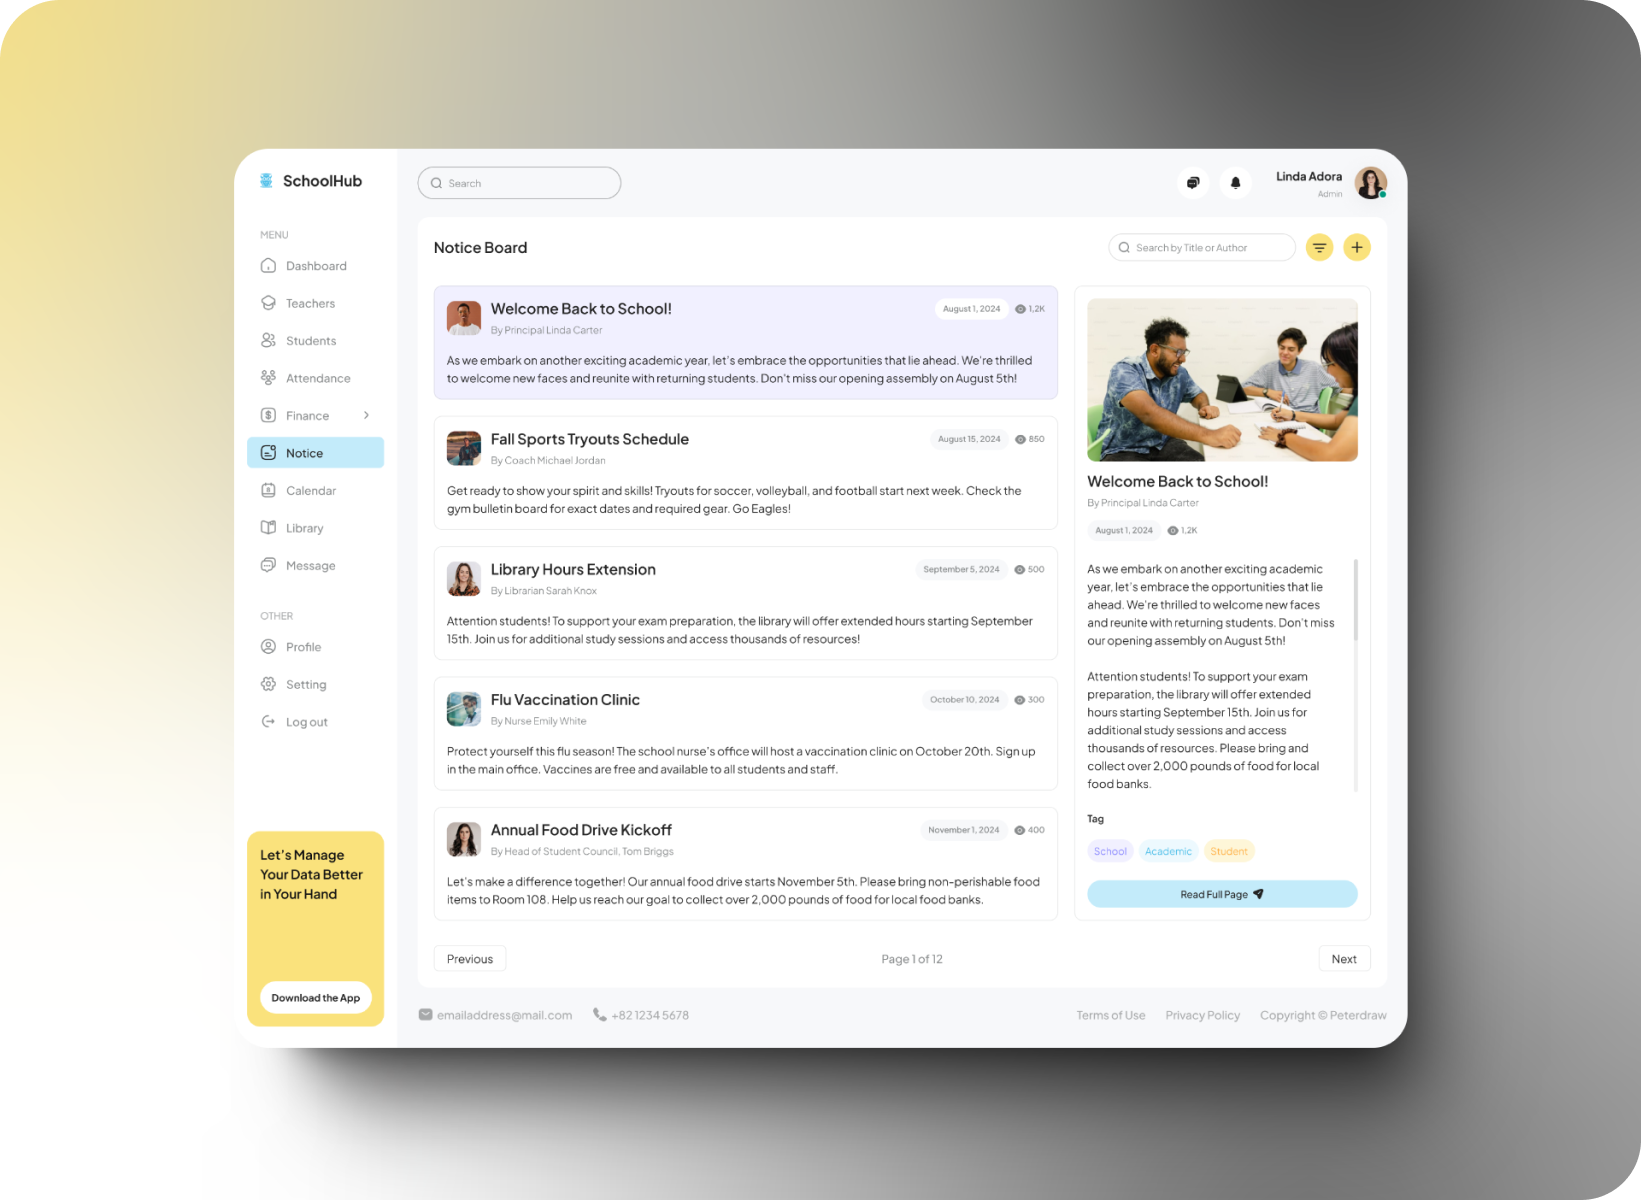 SchoolHub
MENU
Dashboard
Teachers
Students
Attendance
Finance
Notice
Calendar
Library
Message
OTHER
Profile
Setting
Log out
Let's Manage
Your Data Better
in Your Hand
Download the App
Search
Linda Adora
Admin
Notice Board
Search by Title or Author
Welcome Back to School!
August 1, 2024 1,2K
By Principal Linda Carter
As we embark on another exciting academic year, let's embrace the opportunities that lie ahead. We're thrilled
to welcome new faces and reunite with returning students. Don't miss our opening assembly on August 5th!
Fall Sports Tryouts Schedule
August 15, 2024 850
By Coach Michael Jordan
Get ready to show your spirit and skills! Tryouts for soccer, volleyball, and football start next week. Check the
gym bulletin board for exact dates and required gear. Go Eagles!
Library Hours Extension
September 5, 2024 500
By Librarian Sarah Knox
Attention students! To support your exam preparation, the library will offer extended hours starting September
15th. Join us for additional study sessions and access thousands of resources!
Flu Vaccination Clinic
October 10, 2024 300
By Nurse Emily White
Protect yourself this flu season! The school nurse's office will host a vaccination clinic on October 20th. Sign up
in the main office. Vaccines are free and available to all students and staff.
Annual Food Drive Kickoff
November 1, 2024 400
By Head of Student Council, Tom Briggs
Let's make a difference together! Our annual food drive starts November 5th. Please bring non-perishable food
items to Room 108. Help us reach our goal to collect over 2,000 pounds of food for local food banks.
Welcome Back to School!
By Principal Linda Carter
August 1, 2024 1,2K
As we embark on another exciting academic
year, let's embrace the opportunities that lie
ahead. We're thrilled to welcome new faces
and reunite with returning students. Don't miss
our opening assembly on August 5th!
Attention students! To support your exam
preparation, the library will offer extended
hours starting September 15th. Join us for
additional study sessions and access
thousands of resources. Please bring and
collect over 2,000 pounds of food for local
food banks.
Tag
School Academic Student
Read Full Page
Previous
Page 1 of 12
Next
emailaddress@mail.com
+82 1234 5678
Terms of Use
Privacy Policy
Copyright © Peterdraw